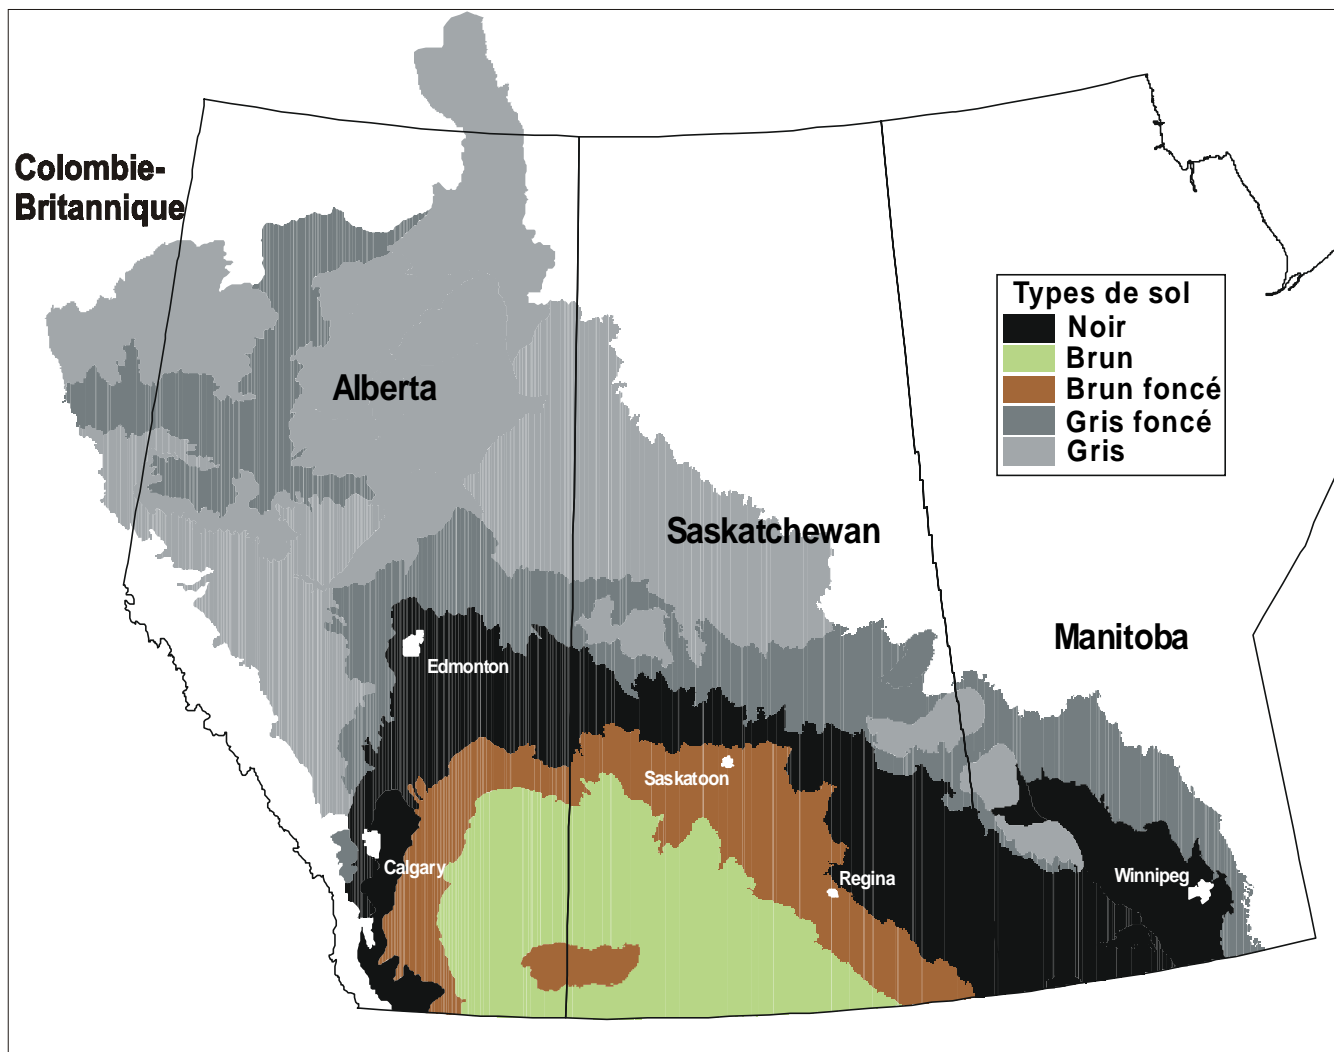 Colombie-
Britannique
Types de sol
Noir
Brun
Brun foncé
Gris foncé
Gris
Alberta
Saskatchewan
Manitoba
Edmonton
Saskatoon
Calgary
Regina
Winnipeg